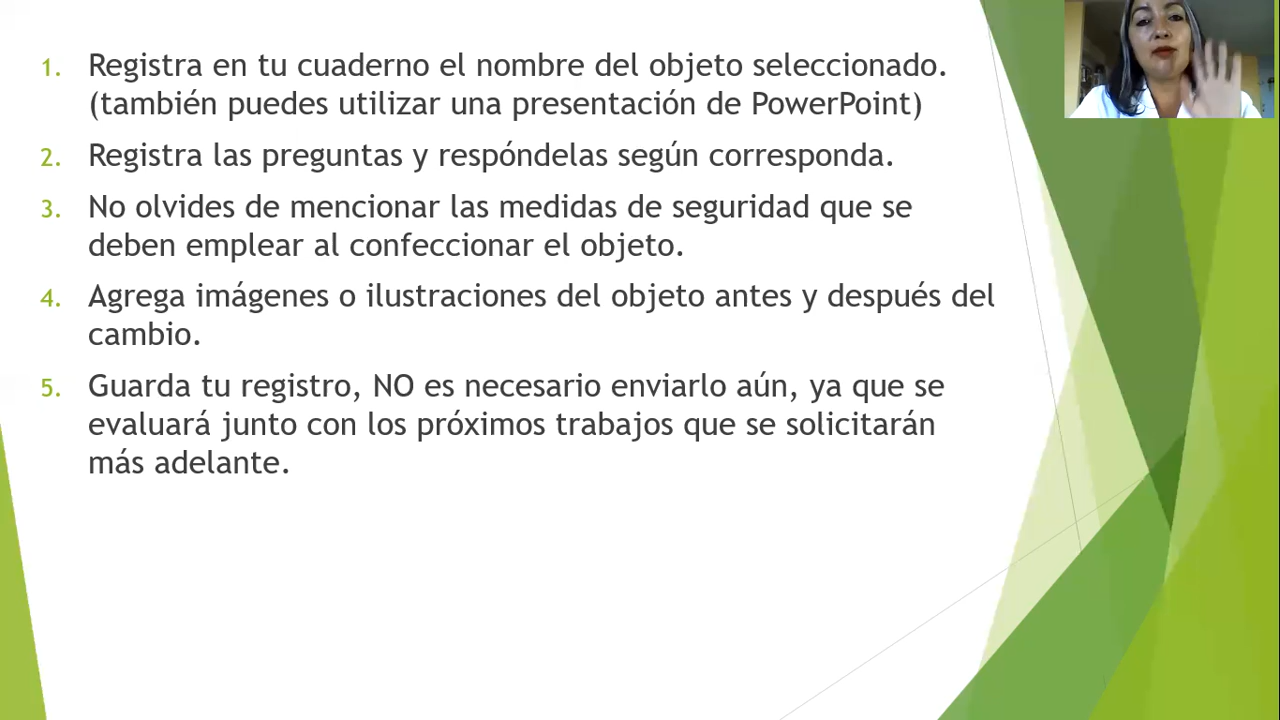 1. Registra en tu cuaderno el nombre del objeto seleccionado.
(también puedes utilizar una presentación de PowerPoint)
2. Registra las preguntas y respóndelas según corresponda.
3. No olvides de mencionar las medidas de seguridad que se
deben emplear al confeccionar el objeto.
4. Agrega imágenes o ilustraciones del objeto antes y después del
cambio.
5. Guarda tu registro, NO es necesario enviarlo aún, ya que se
evaluará junto con los próximos trabajos que se solicitarán
más adelante.